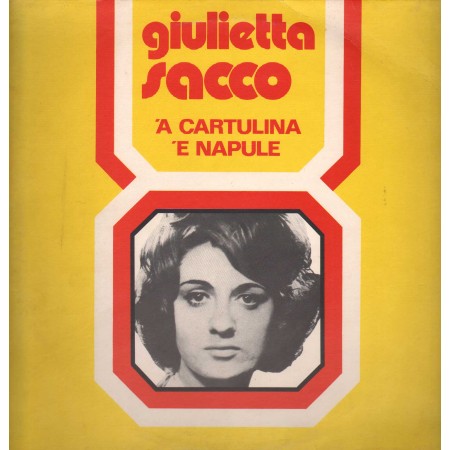 giulietta
sacco
'A CARTULINA
'E NAPULE